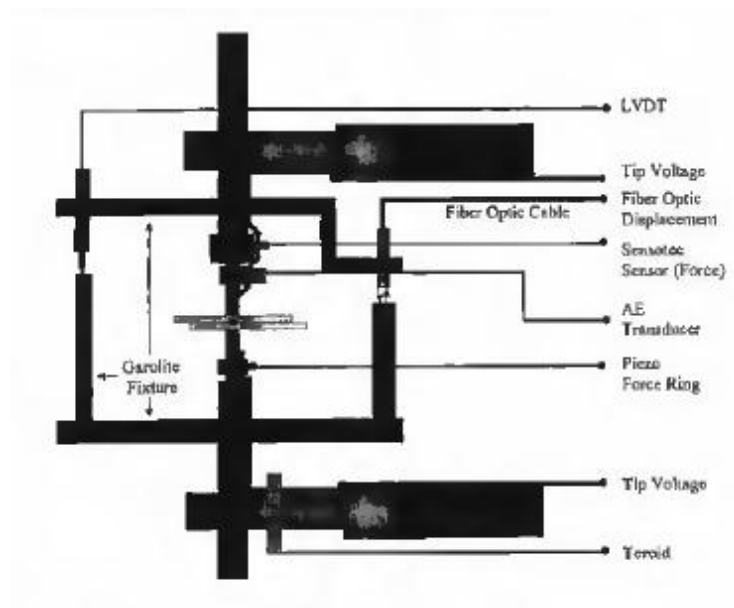 LVDT
Tip Voltage
Fiber Optic
Displacement
Fiber Optic Cable
Sensotec
Sensor (Force)
AE
Transducer
Piezo
Force Ring
Garolite
Fixture
Tip Voltage
Toroid